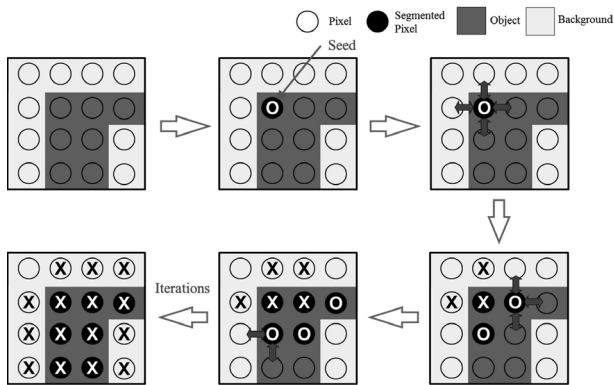 Pixel
Segmented
Pixel
Object
Background
Seed
O
O
Iterations
X X X
X X X X
X X X X
X X X X
X X
X X X O
O O
X
X X O
O